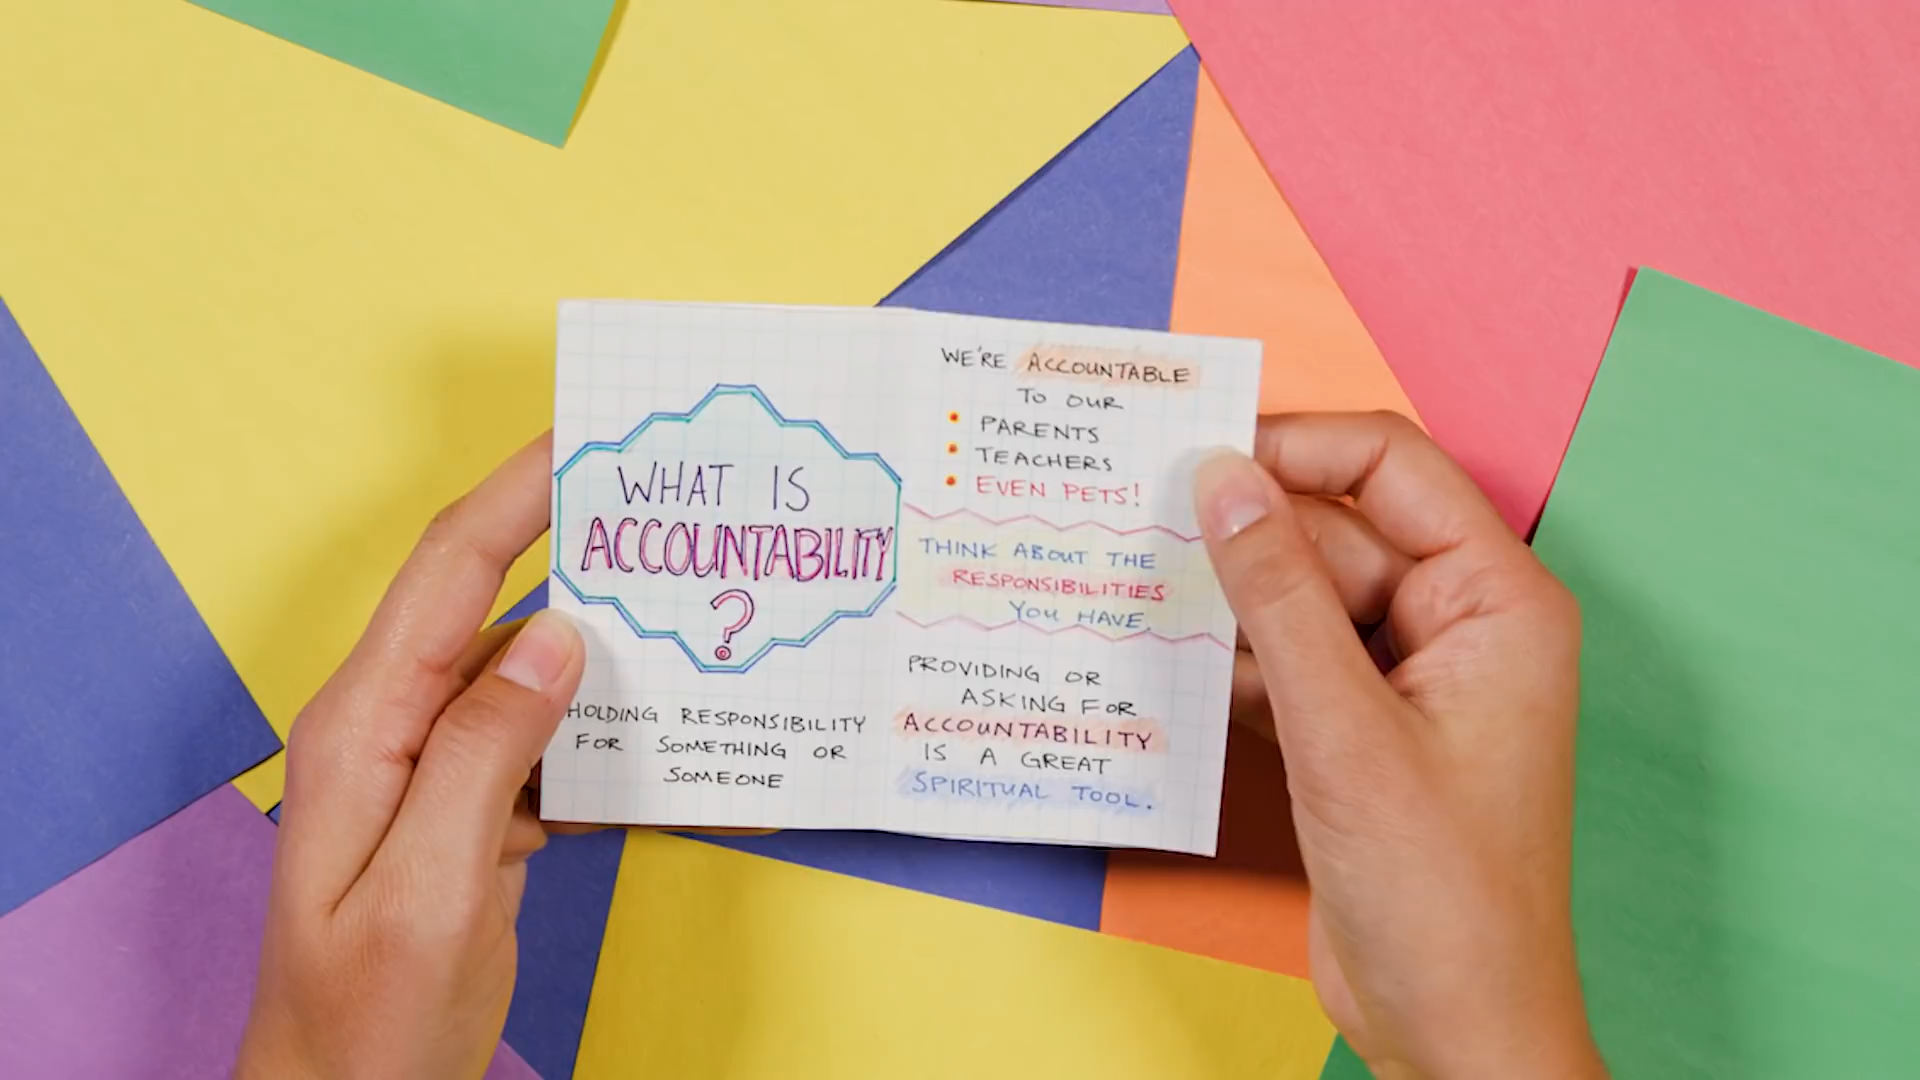 WHAT IS
ACCOUNTABILITY
?
HOLDING RESPONSIBILITY
FOR SOMETHING OR
SOMEONE
WE'RE ACCOUNTABLE
TO OUR
• PARENTS
• TEACHERS
• EVEN PETS!
THINK ABOUT THE
RESPONSIBILITIES
YOU HAVE.
PROVIDING OR
ASKING FOR
ACCOUNTABILITY
IS A GREAT
SPIRITUAL TOOL.